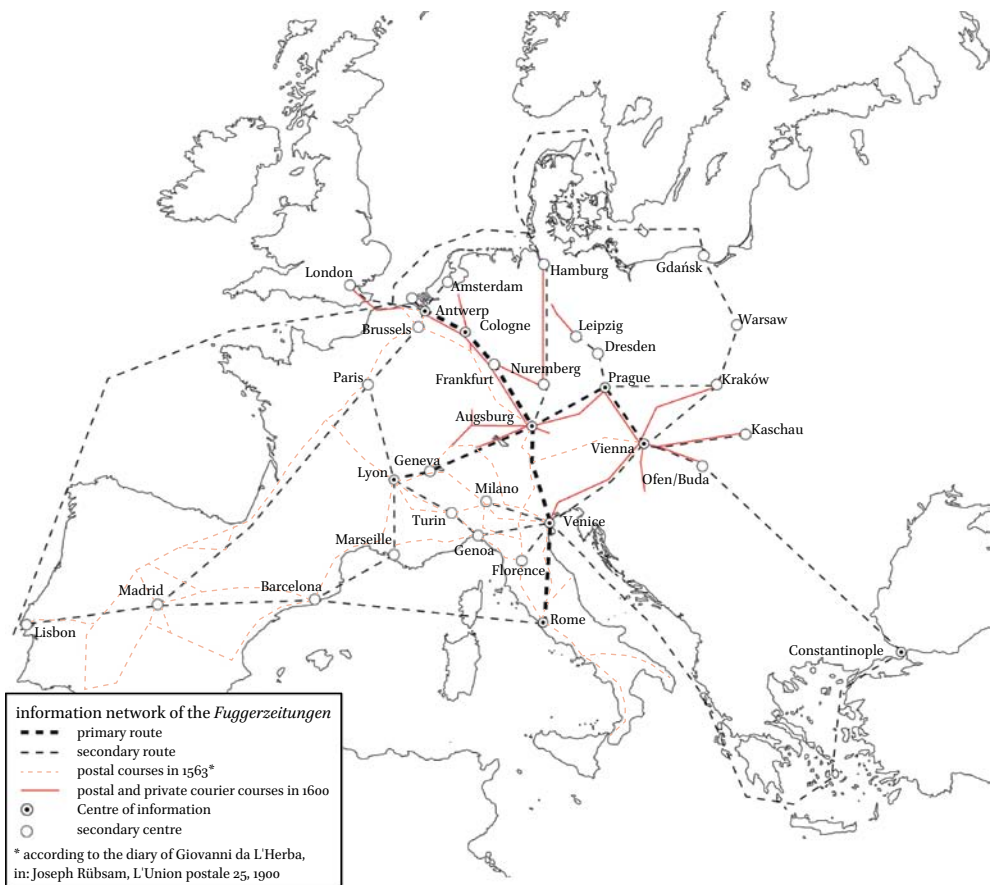 London
Hamburg
Gdańsk
Amsterdam
Antwerp
Brussels
Cologne
Leipzig
Warsaw
Dresden
Paris
Frankfurt
Nuremberg
Prague
Kraków
Augsburg
Kaschau
Vienna
Geneva
Lyon
Ofen/Buda
Milano
Turin
Venice
Marseille
Genoa
Florence
Madrid
Barcelona
Rome
Lisbon
Constantinople
information network of the Fuggerzeitungen
primary route
secondary route
postal courses in 1563*
postal and private courier courses in 1600
Centre of information
secondary centre
* according to the diary of Giovanni da L'Herba,
in: Joseph Rübsam, L'Union postale 25, 1900